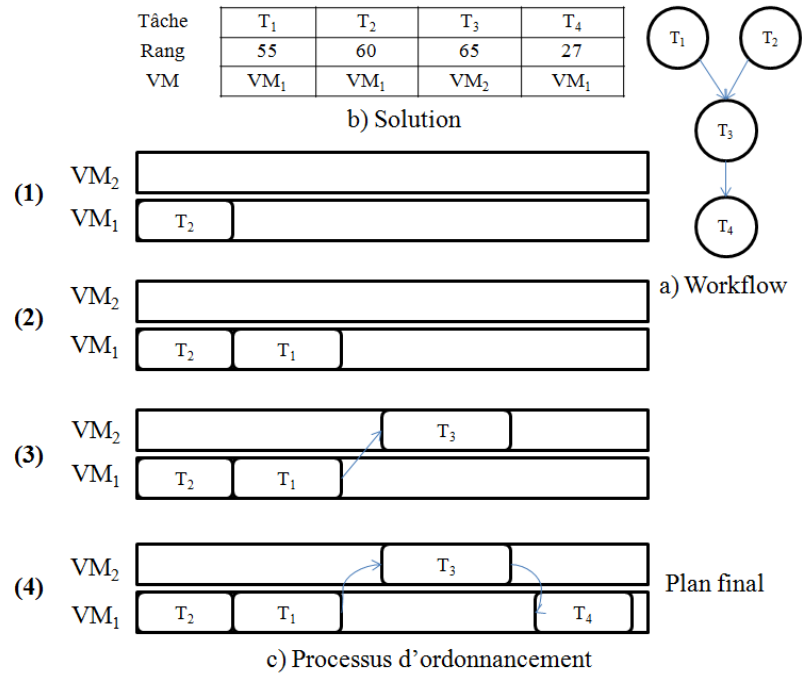 Tâche T1 T2 T3 T4
Rang 55 60 65 27
VM VM1 VM1 VM2 VM1
b) Solution
T1 T2
T3
T4
a) Workflow
(1)
VM2
VM1 T2
(2)
VM2
VM1 T2 T1
(3)
VM2 T3
VM1 T2 T1
(4)
VM2 T3
VM1 T2 T1 T4
Plan final
c) Processus d'ordonnancement